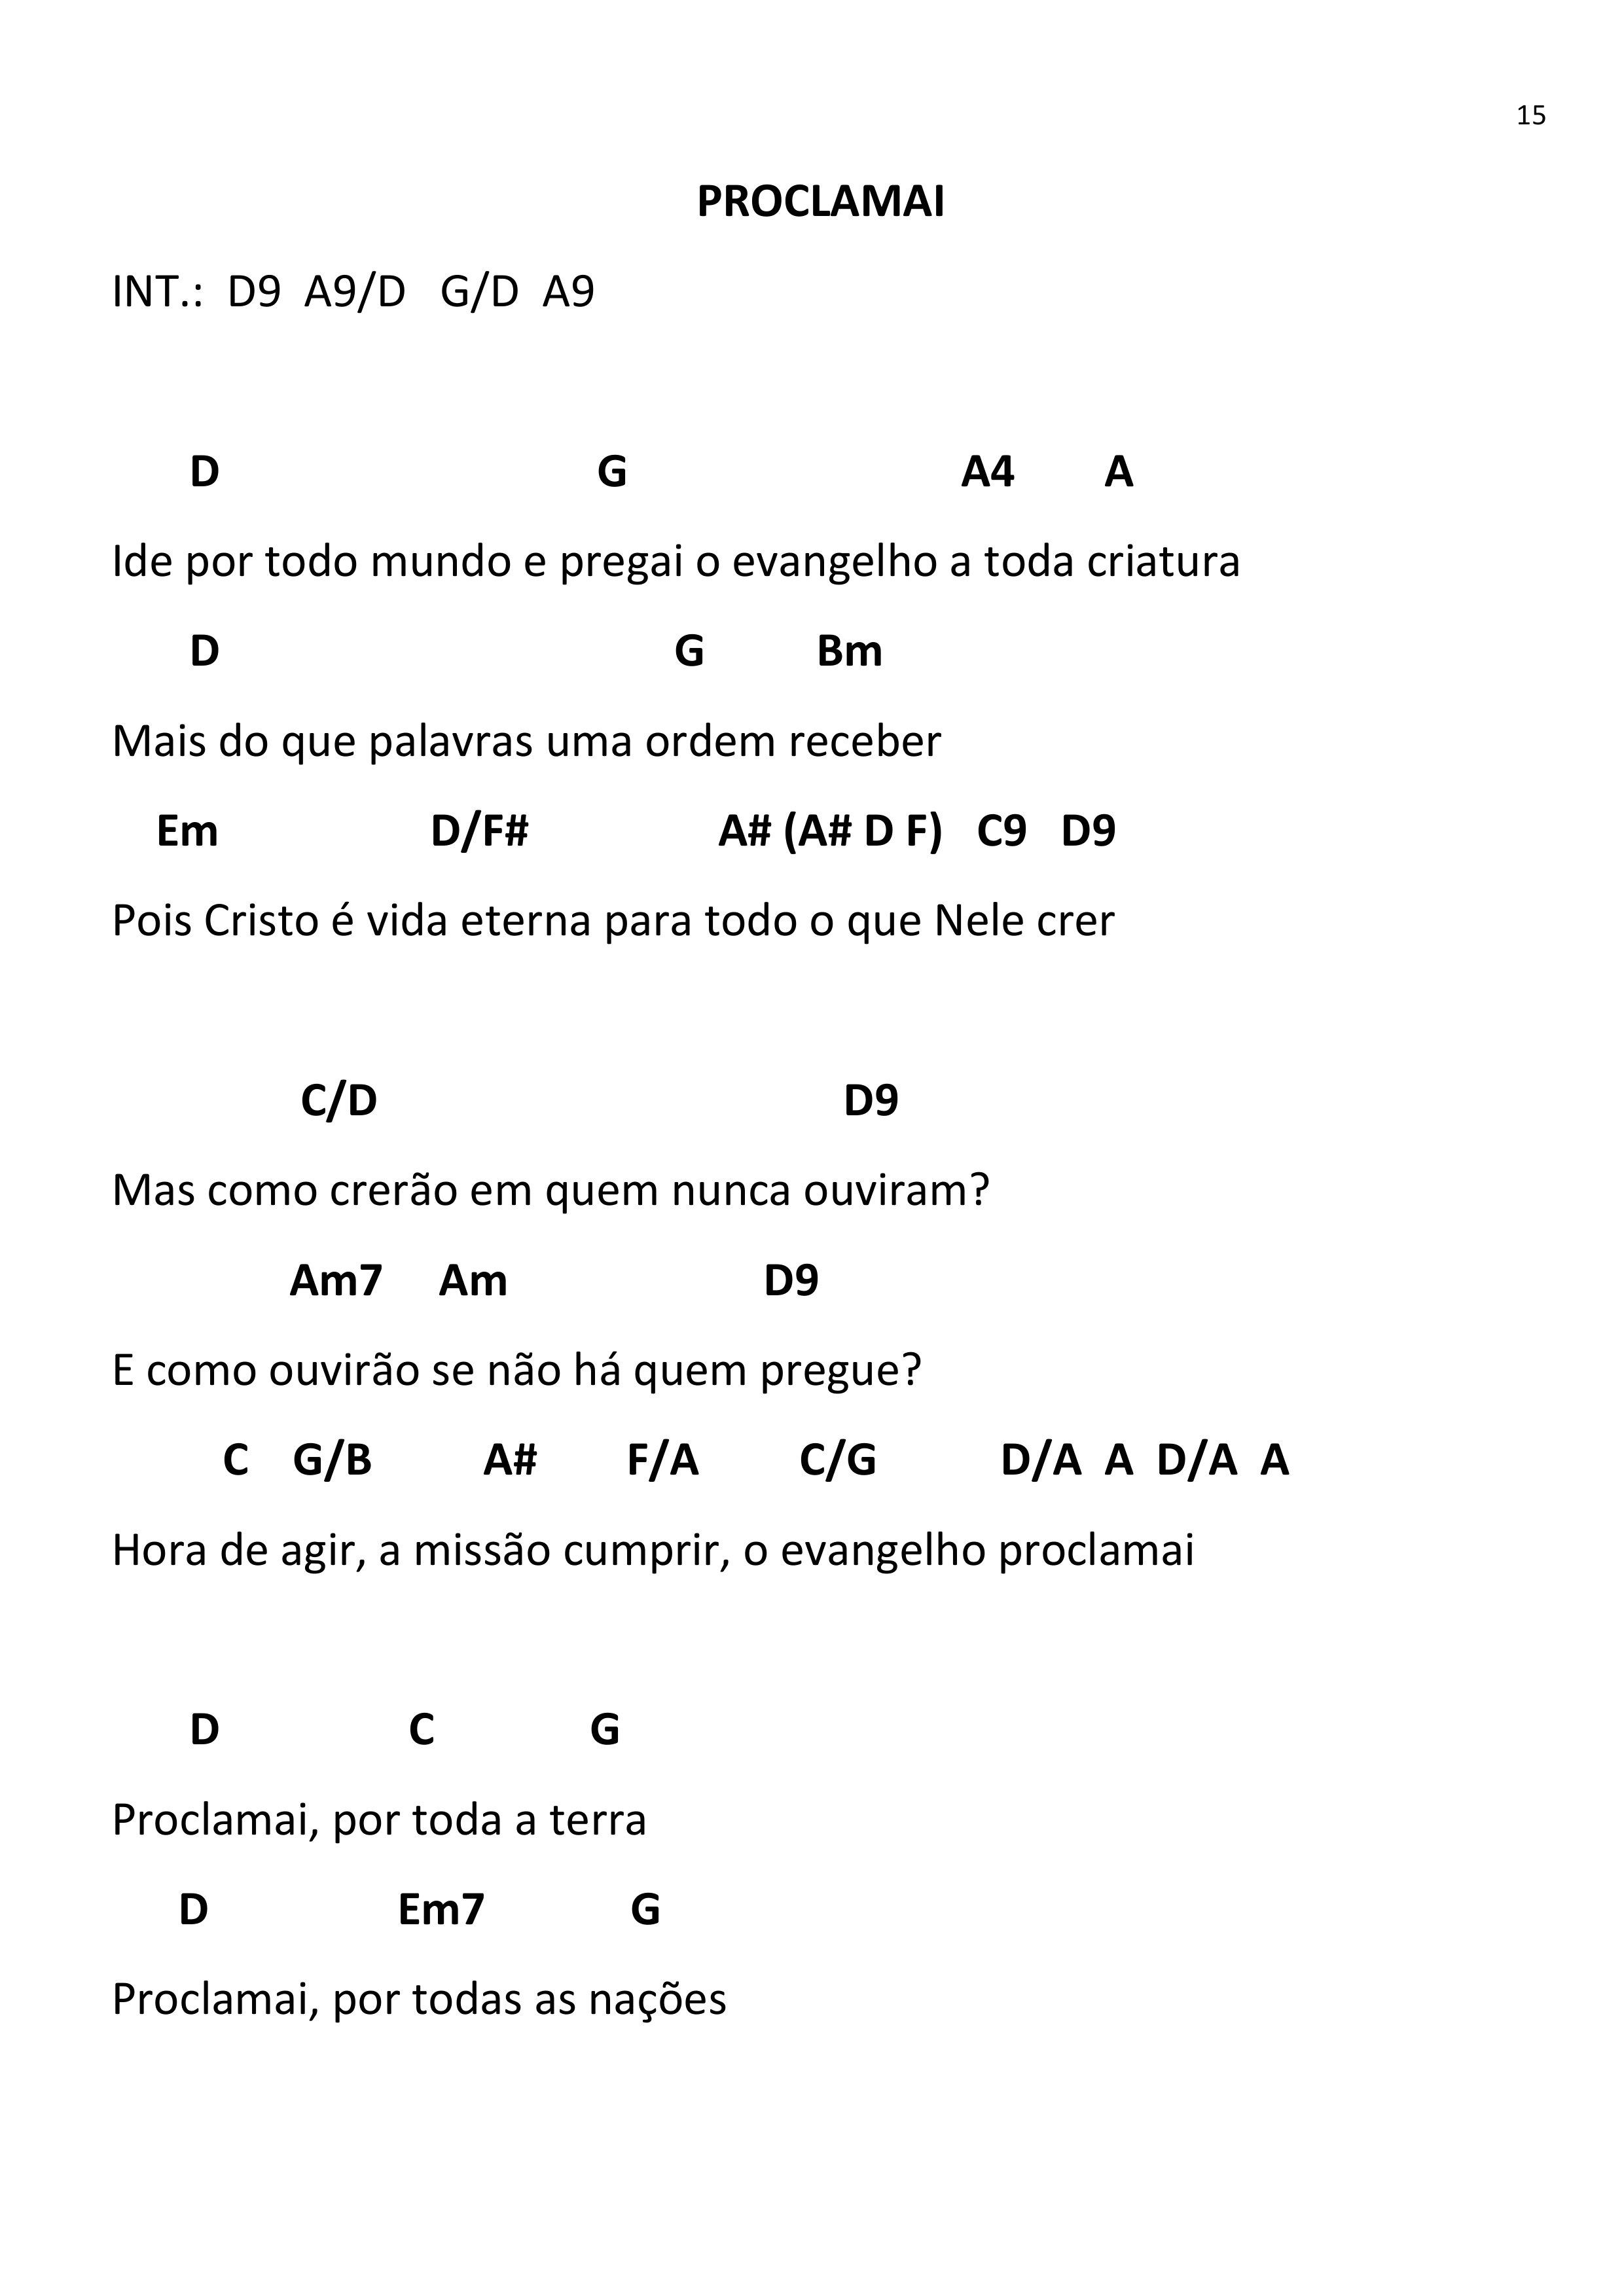 15
PROCLAMAI
INT.: D9 A9/D G/D A9
D G A4 A
Ide por todo mundo e pregai o evangelho a toda criatura
D G Bm
Mais do que palavras uma ordem receber
Em D/F# A# (A# D F) C9 D9
Pois Cristo é vida eterna para todo o que Nele crer
C/D D9
Mas como crerão em quem nunca ouviram?
Am7 Am D9
E como ouvirão se não há quem pregue?
C G/B A# F/A C/G D/A A D/A A
Hora de agir, a missão cumprir, o evangelho proclamai
D C G
Proclamai, por toda a terra
D Em7 G
Proclamai, por todas as nações